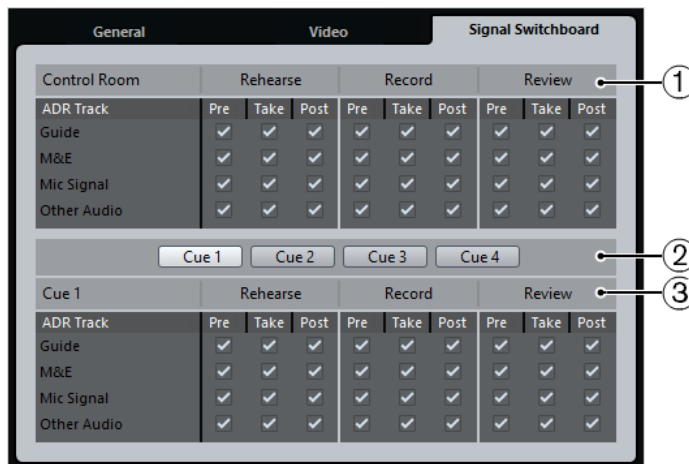 General Video Signal Switchboard
Control Room Rehearse Record Review 1
ADR Track Pre Take Post Pre Take Post Pre Take Post
Guide
M&E
Mic Signal
Other Audio
Cue 1 Cue 2 Cue 3 Cue 4 2
Cue 1 Rehearse Record Review 3
ADR Track Pre Take Post Pre Take Post Pre Take Post
Guide
M&E
Mic Signal
Other Audio